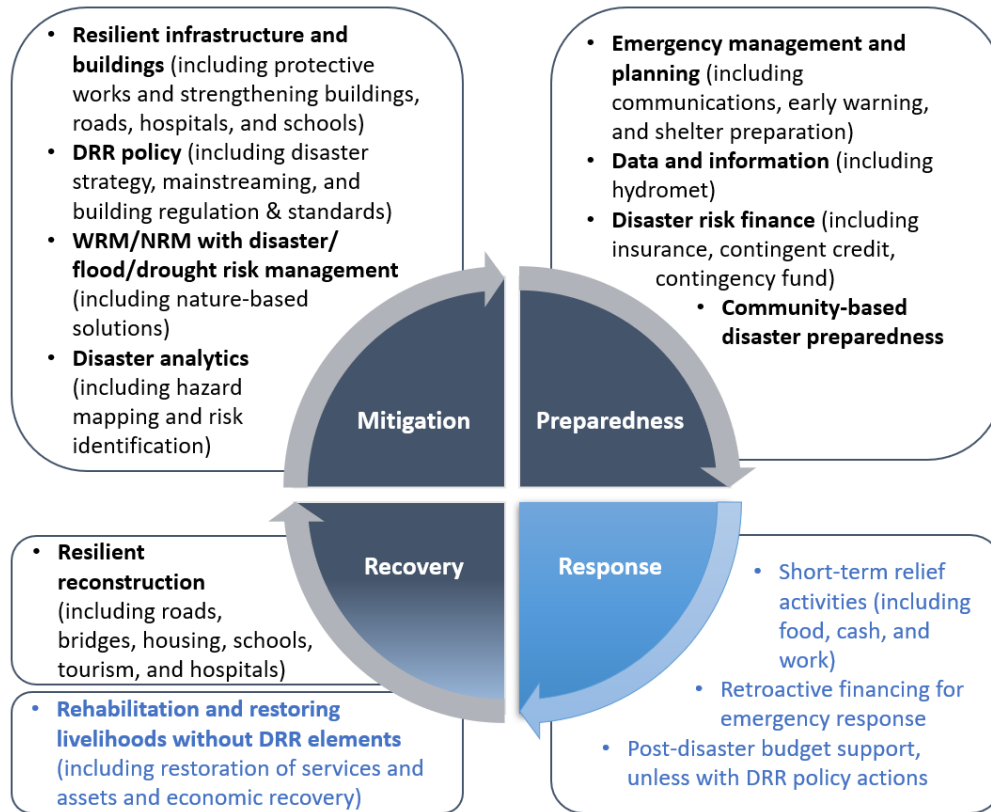 • Resilient infrastructure and
buildings (including protective
works and strengthening buildings,
roads, hospitals, and schools)
• DRR policy (including disaster
strategy, mainstreaming, and
building regulation & standards)
• WRM/NRM with disaster/
flood/drought risk management
(including nature-based
solutions)
• Disaster analytics
(including hazard
mapping and risk
identification)
• Emergency management and
planning (including
communications, early warning,
and shelter preparation)
• Data and information (including
hydromet)
• Disaster risk finance (including
insurance, contingent credit,
contingency fund)
• Community-based
disaster preparedness
Mitigation
Preparedness
Recovery
Response
• Resilient
reconstruction
(including roads,
bridges, housing, schools,
tourism, and hospitals)
• Rehabilitation and restoring
livelihoods without DRR elements
(including restoration of services and
assets and economic recovery)
• Short-term relief
activities (including
food, cash, and
work)
• Retroactive financing for
emergency response
• Post-disaster budget support,
unless with DRR policy actions